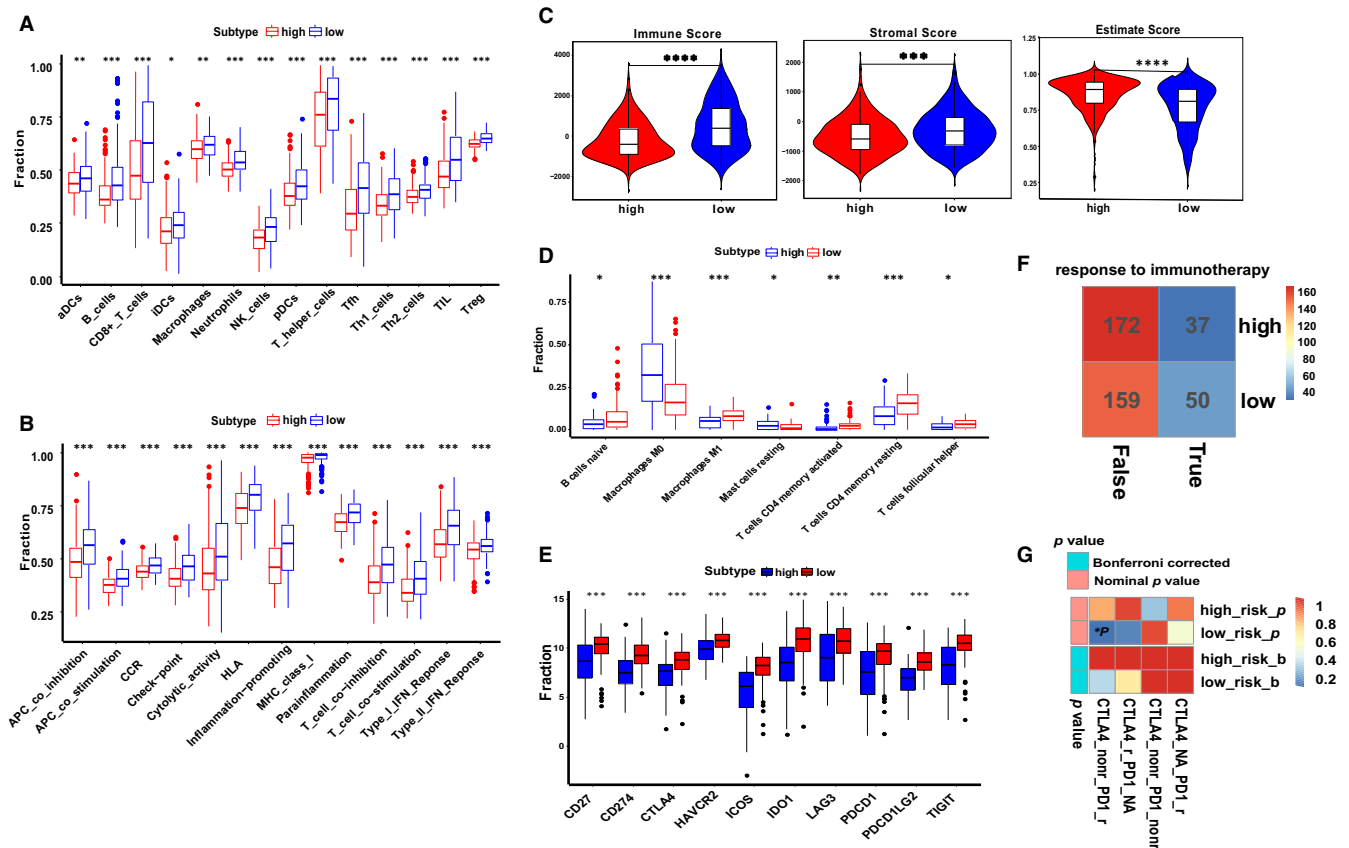 A
Subtype high low
** *** *** * ** *** *** *** *** *** *** *** *** ***
Fraction
1.00
0.75
0.50
0.25
0.00
aDCs
B_cells
CD8+_T_cells
iDCs
Macrophages
Neutrophils
NK_cells
pDCs
T_helper_cells
Tfh
Th1_cells
Th2_cells
TIL
Treg
B
Subtype high low
*** *** *** *** *** *** *** *** *** *** *** *** ***
Fraction
1.00
0.75
0.50
0.25
APC_co_inhibition
APC_co_stimulation
CCR
Check-point
Cytolytic_activity
HLA
Inflammation-promoting
MHC_class_I
Parainflammation
T_cell_co-inhibition
T_cell_co-stimulation
Type_I_IFN_Reponse
Type_II_IFN_Reponse
C
Immune Score
****
4000
2000
0
-2000
high low
Stromal Score
***
2000
1000
0
-1000
-2000
high low
Estimate Score
****
1.25
1.00
0.75
0.50
0.25
high low
D
Subtype high low
* *** *** * ** *** *
Fraction
0.75
0.50
0.25
0.00
B cells naive
Macrophages M0
Macrophages M1
Mast cells resting
T cells CD4 memory activated
T cells CD4 memory resting
T cells follicular helper
E
Subtype high low
*** *** *** *** *** *** *** *** *** ***
Fraction
15
10
5
0
CD27
CD274
CTLA4
HAVCR2
ICOS
IDO1
LAG3
PDCD1
PDCD1LG2
TIGIT
F
response to immunotherapy
172 37 high
159 50 low
False True
160
140
120
100
80
60
40
G
p value
Bonferroni corrected
Nominal p value
high_risk_p
*P low_risk_p
high_risk_b
low_risk_b
p value
CTLA4_nonr_PD1_r
CTLA4_r_PD1_NA
CTLA4_nonr_PD1_nonr
CTLA4_NA_PD1_r
1
0.8
0.6
0.4
0.2